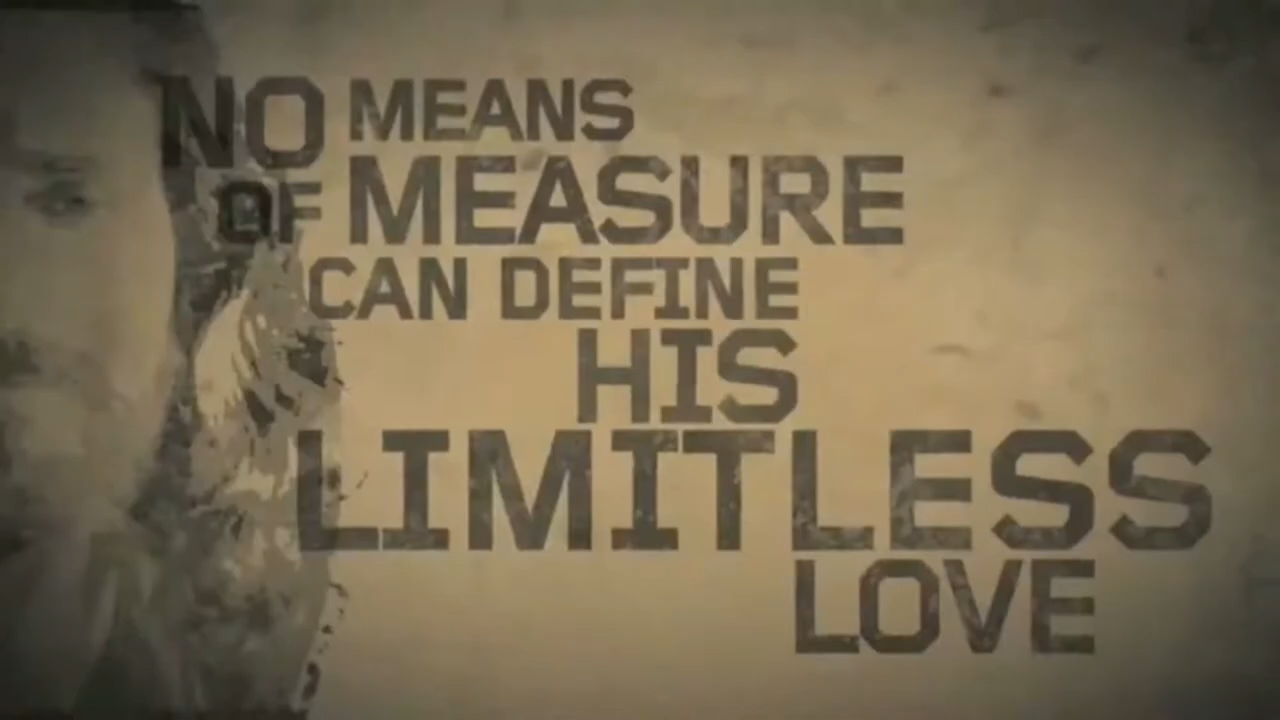 NO MEANS
OF MEASURE
CAN DEFINE
HIS
LIMITLESS
LOVE